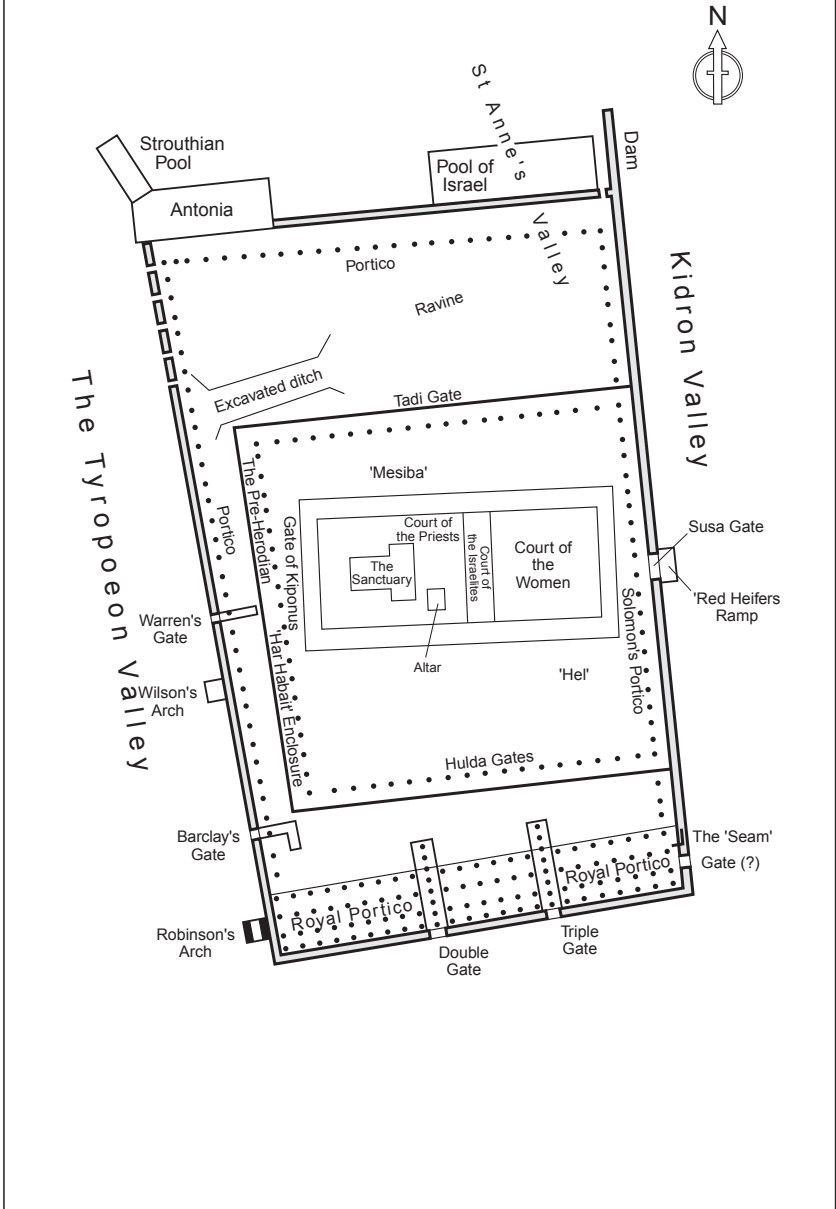 N
St Anne's
Valley
Dam
Strouthian
Pool
Pool of
Israel
Antonia
Portico
Ravine
Kidron Valley
Excavated ditch
Tadi Gate
The Tyropoeon Valley
'Mesiba'
The Pre-Herodian
'Har Habait' Enclosure
Portico
Gate of Kiponus
Court of
the Priests
Court of
the Israelites
Court of
the
Women
The
Sanctuary
Susa Gate
'Red Heifers
Ramp
Solomon's Portico
Warren's
Gate
Altar
'Hel'
Wilson's
Arch
Hulda Gates
Barclay's
Gate
The 'Seam'
Gate (?)
Royal Portico
Royal Portico
Robinson's
Arch
Double
Gate
Triple
Gate